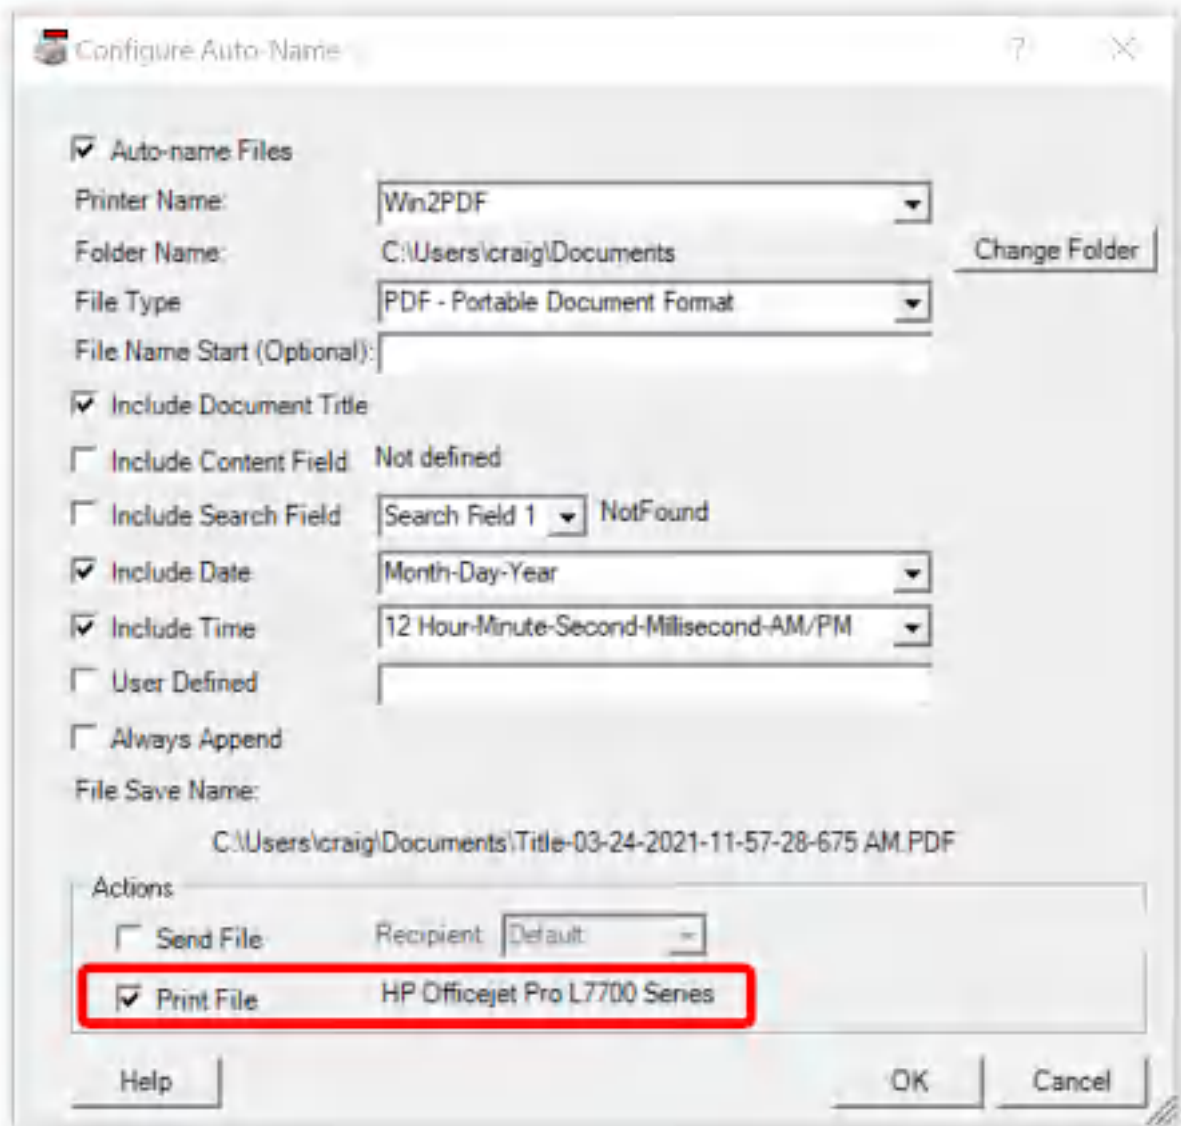 Configure Auto-Name ?
Auto-name Files
Printer Name: Win2PDF
Folder Name: C:\Users\craig\Documents Change Folder
File Type PDF - Portable Document Format
File Name Start (Optional):
Include Document Title
Include Content Field Not defined
Include Search Field Search Field 1 NotFound
Include Date Month-Day-Year
Include Time 12 Hour-Minute-Second-Millisecond-AM/PM
User Defined
Always Append
File Save Name:
C:\Users\craig\Documents\Title-03-24-2021-11-57-28-675 AM.PDF
Actions
Send File Recipient Default
Print File HP Officejet Pro L7700 Series
Help OK Cancel